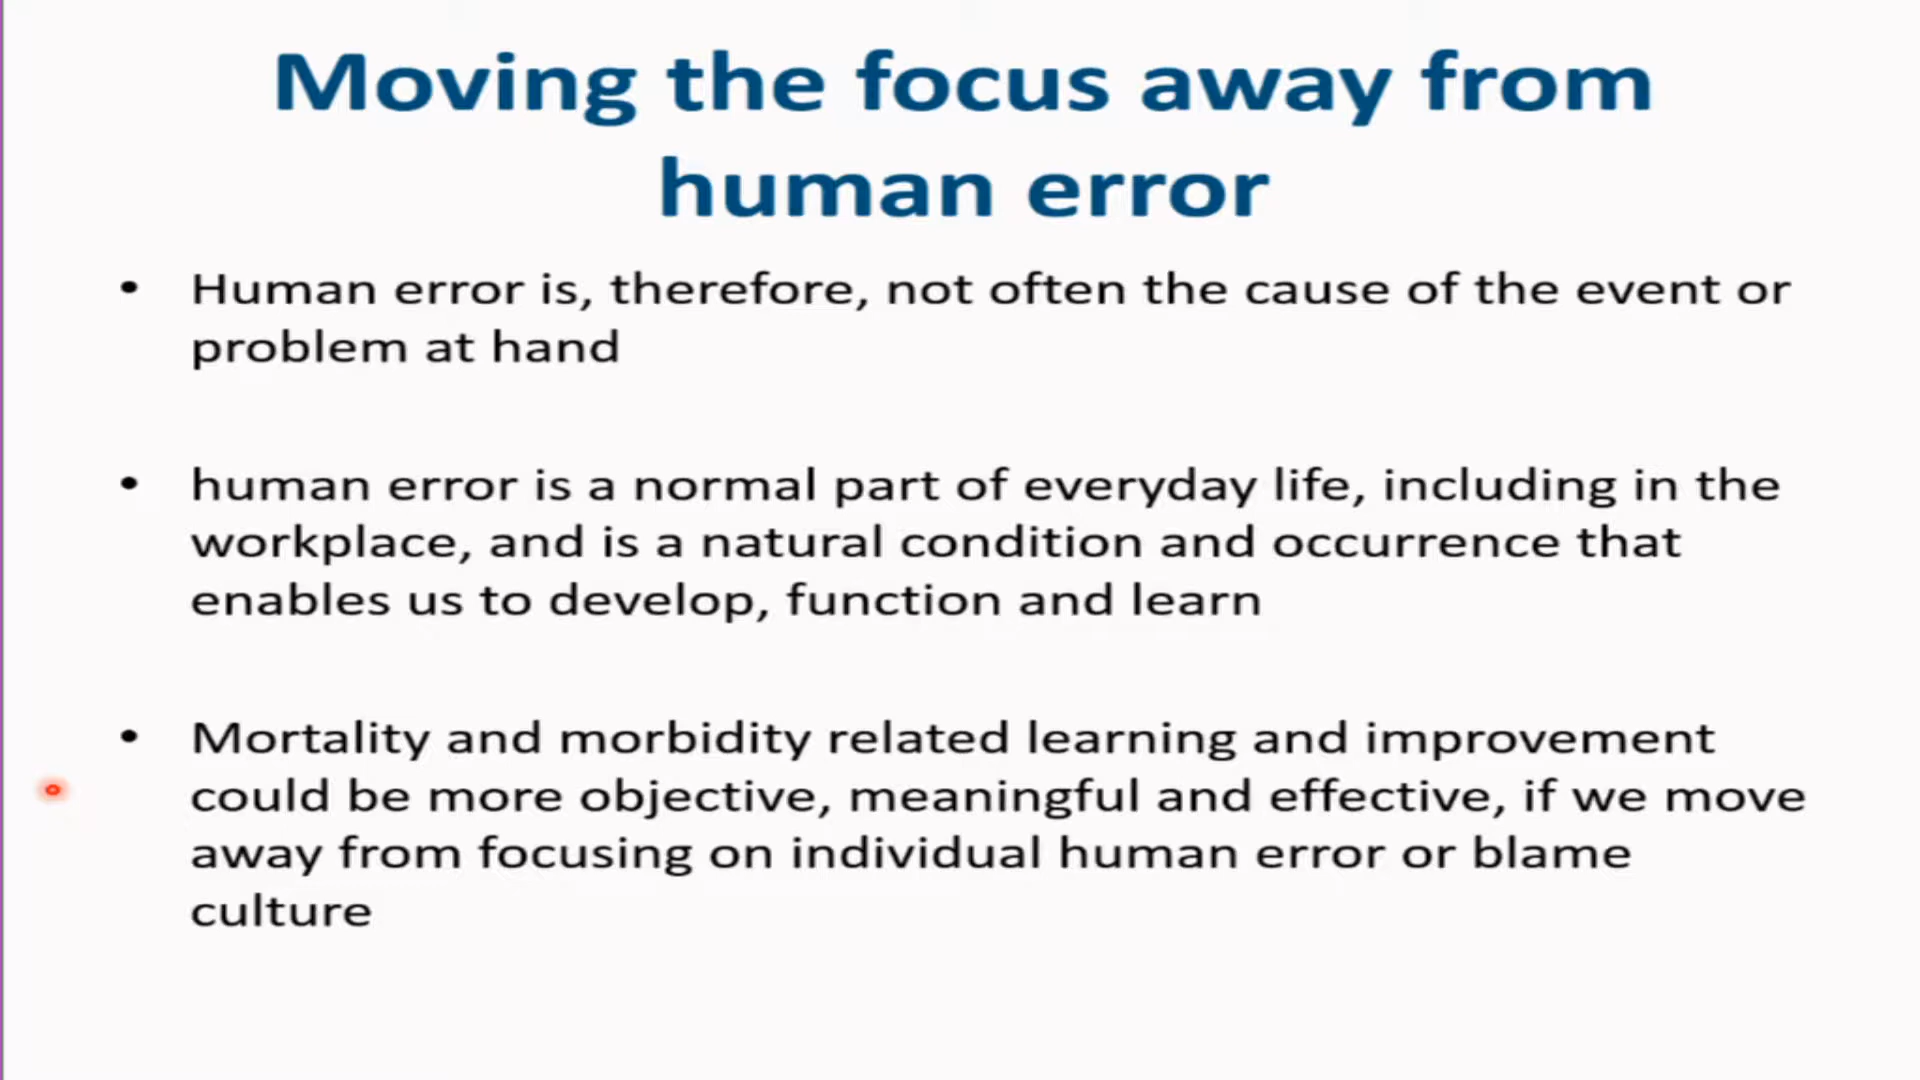 Moving the focus away from
human error
• Human error is, therefore, not often the cause of the event or
problem at hand
• human error is a normal part of everyday life, including in the
workplace, and is a natural condition and occurrence that
enables us to develop, function and learn
• Mortality and morbidity related learning and improvement
could be more objective, meaningful and effective, if we move
away from focusing on individual human error or blame
culture